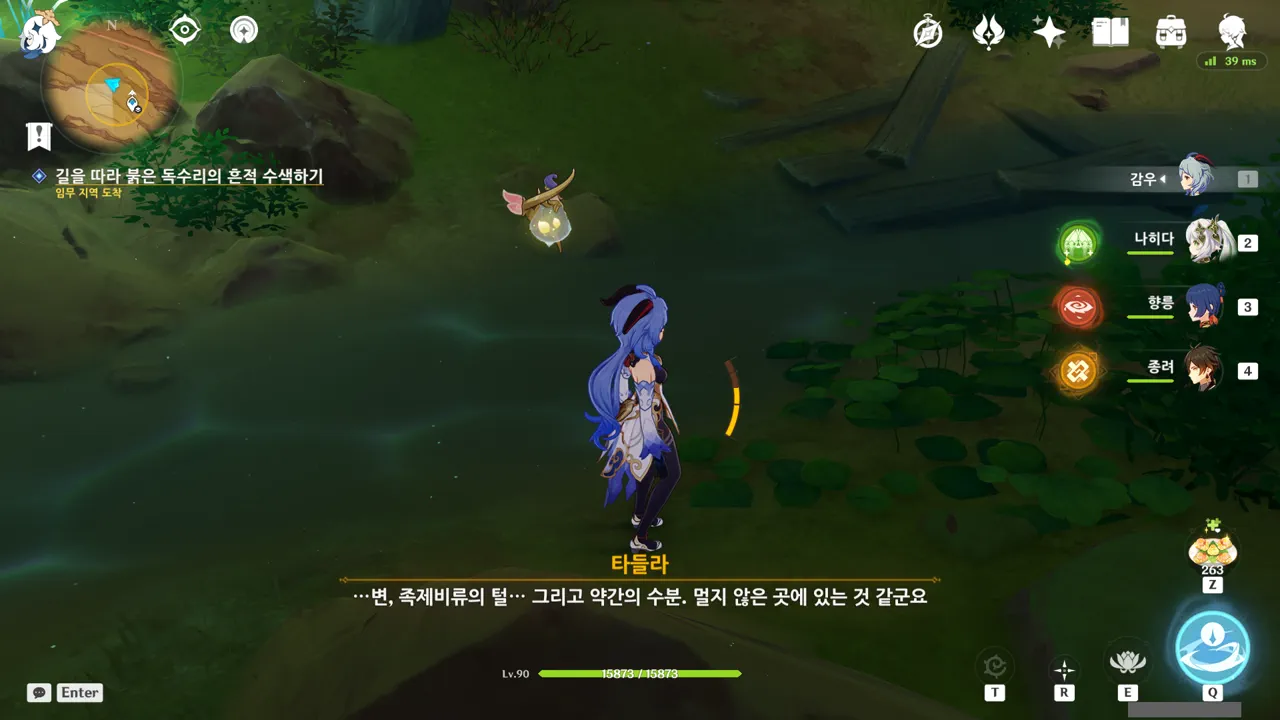 N
39 ms
길을 따라 붉은 독수리의 흔적 수색하기
임무 지역 도착
감우 1
나히다 2
향릉 3
종려 4
타들라
…변, 족제비류의 털… 그리고 약간의 수분. 멀지 않은 곳에 있는 것 같군요
263
Z
Lv.90 15873 / 15873
Enter
T R E Q